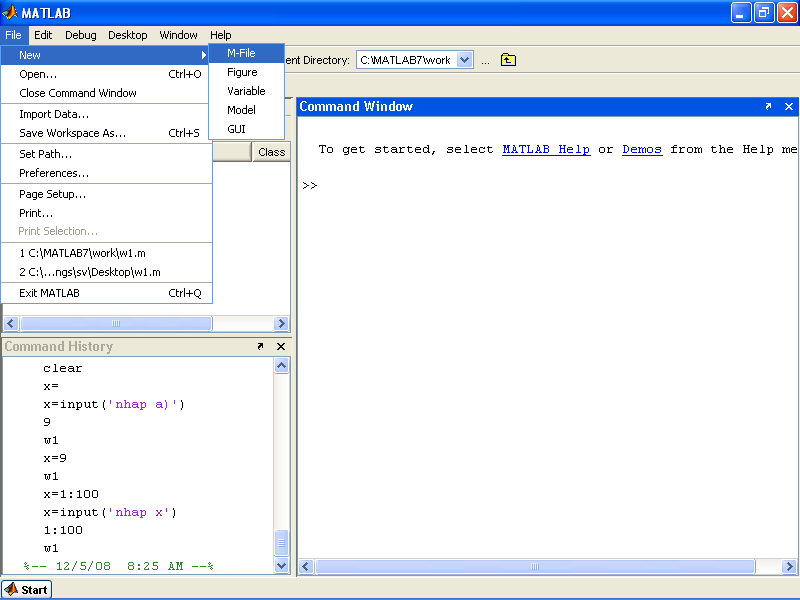 MATLAB
File Edit Debug Desktop Window Help
New
Open... Ctrl+O
Close Command Window
Import Data...
Save Workspace As... Ctrl+S
Set Path...
Preferences...
Page Setup...
Print...
Print Selection...
1 C:\MATLAB7\work\w1.m
2 C:\...ngs\sv\Desktop\w1.m
Exit MATLAB Ctrl+Q
M-File
Figure
Variable
Model
GUI
ent Directory: C:\MATLAB7\work ...
Class
Command Window
To get started, select MATLAB Help or Demos from the Help me
>>
Command History
clear
x=
x=input('nhap a)')
9
w1
x=9
w1
x=1:100
x=input('nhap x')
1:100
w1
%-- 12/5/08 8:25 AM --%
Start